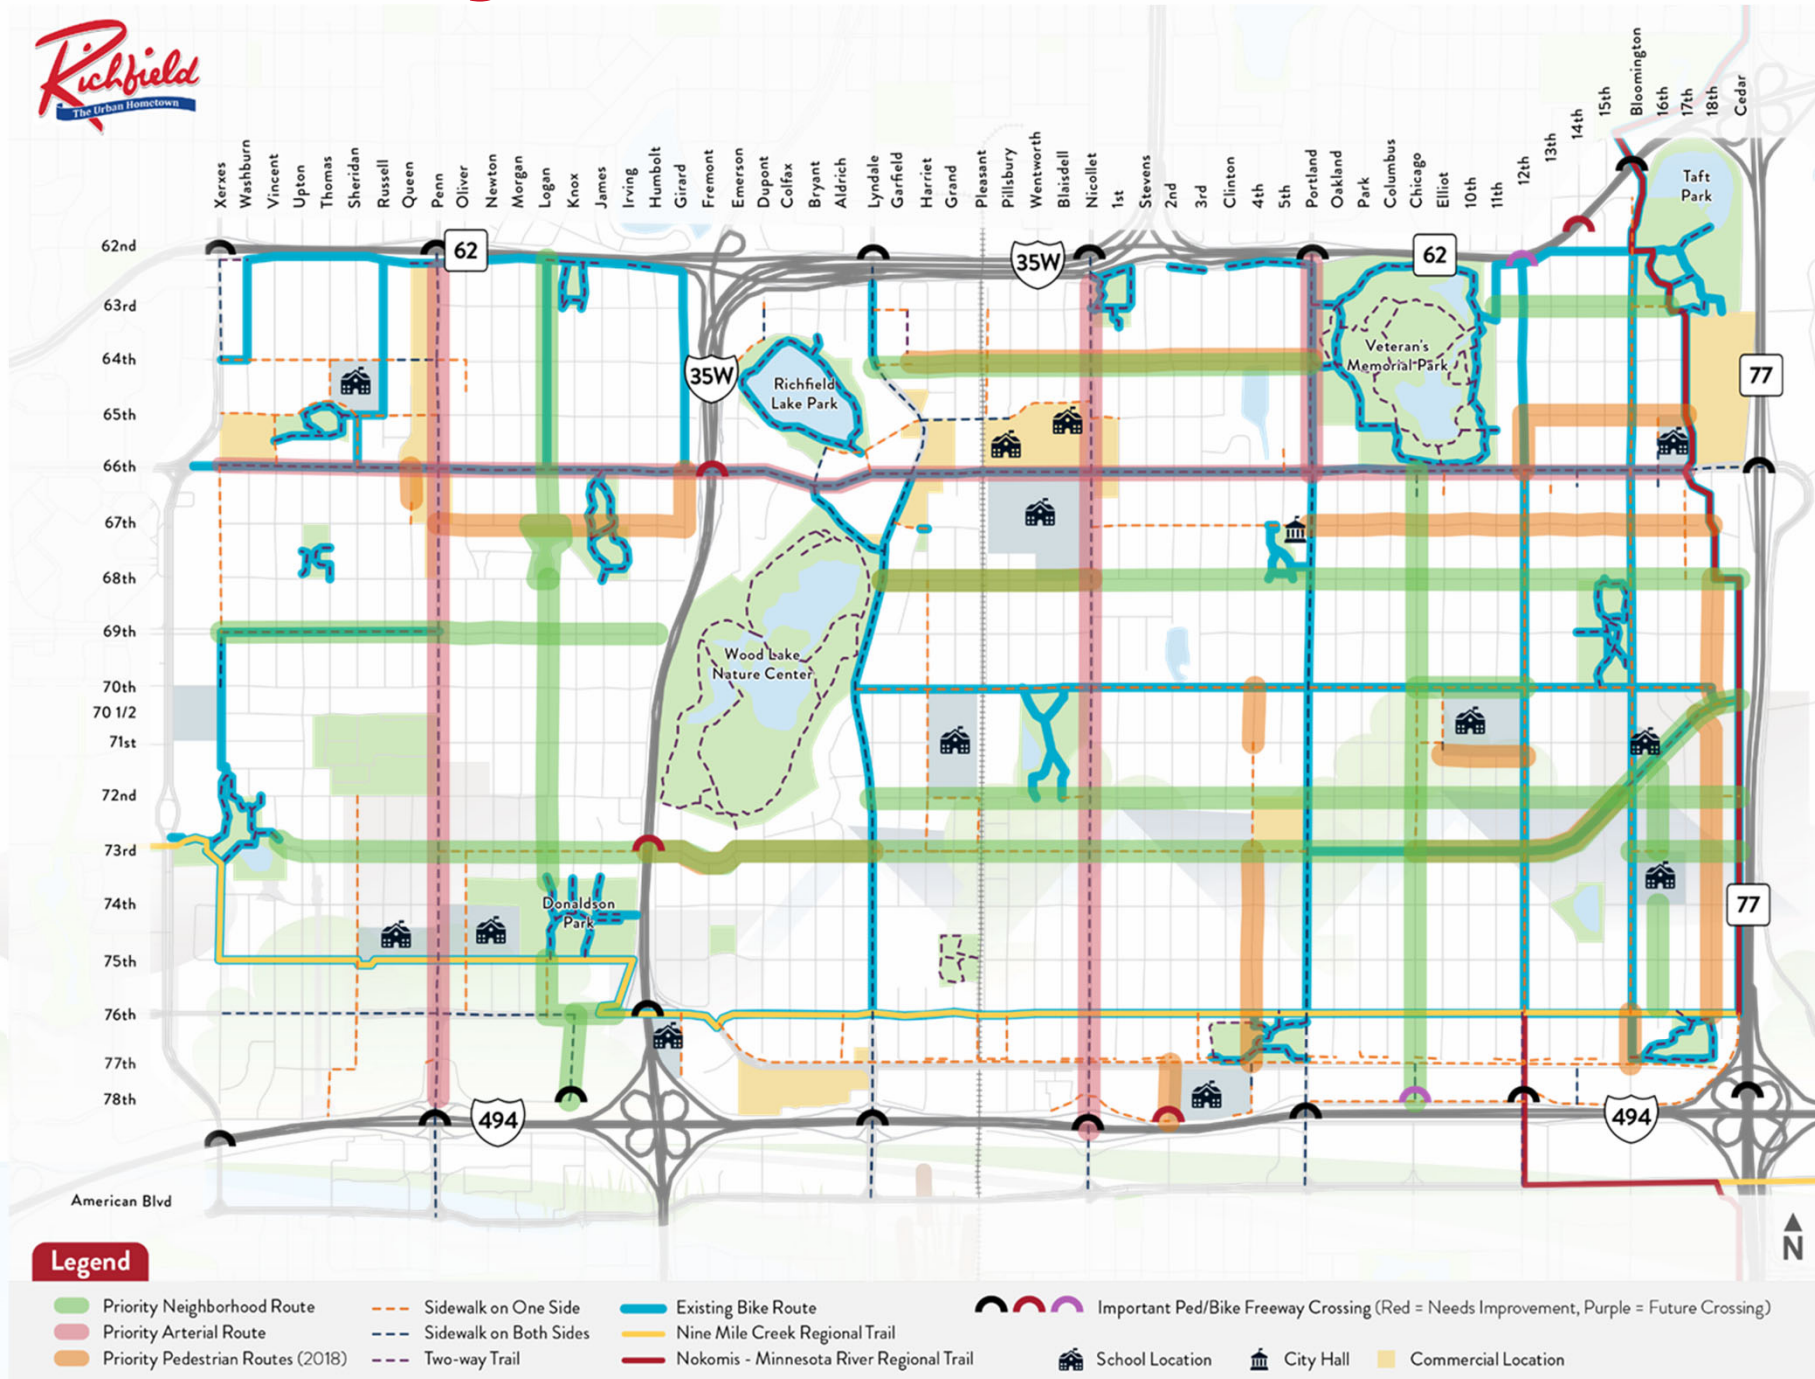 Richfield
The Urban Hometown
Xerxes
Washburn
Vincent
Upton
Thomas
Sheridan
Russell
Queen
Penn
Oliver
Newton
Morgan
Logan
Knox
James
Irving
Humbolt
Girard
Fremont
Emerson
Dupont
Colfax
Bryant
Aldrich
Lyndale
Garfield
Harriet
Grand
Pleasant
Pillsbury
Wentworth
Blaisdell
Nicollet
1st
Stevens
2nd
3rd
Clinton
4th
5th
Portland
Oakland
Park
Columbus
Chicago
Elliot
10th
11th
12th
13th
14th
15th
Bloomington
16th
17th
18th
Cedar
62nd
63rd
64th
65th
66th
67th
68th
69th
70th
70 1/2
71st
72nd
73rd
74th
75th
76th
77th
78th
American Blvd
62
35W
62
Taft
Park
35W
77
Richfield
Lake Park
Veteran's
Memorial Park
Wood Lake
Nature Center
Donaldson
Park
77
494
494
N
Legend
Priority Neighborhood Route
Priority Arterial Route
Priority Pedestrian Routes (2018)
Sidewalk on One Side
Sidewalk on Both Sides
Two-way Trail
Existing Bike Route
Nine Mile Creek Regional Trail
Nokomis - Minnesota River Regional Trail
Important Ped/Bike Freeway Crossing (Red = Needs Improvement, Purple = Future Crossing)
School Location
City Hall
Commercial Location